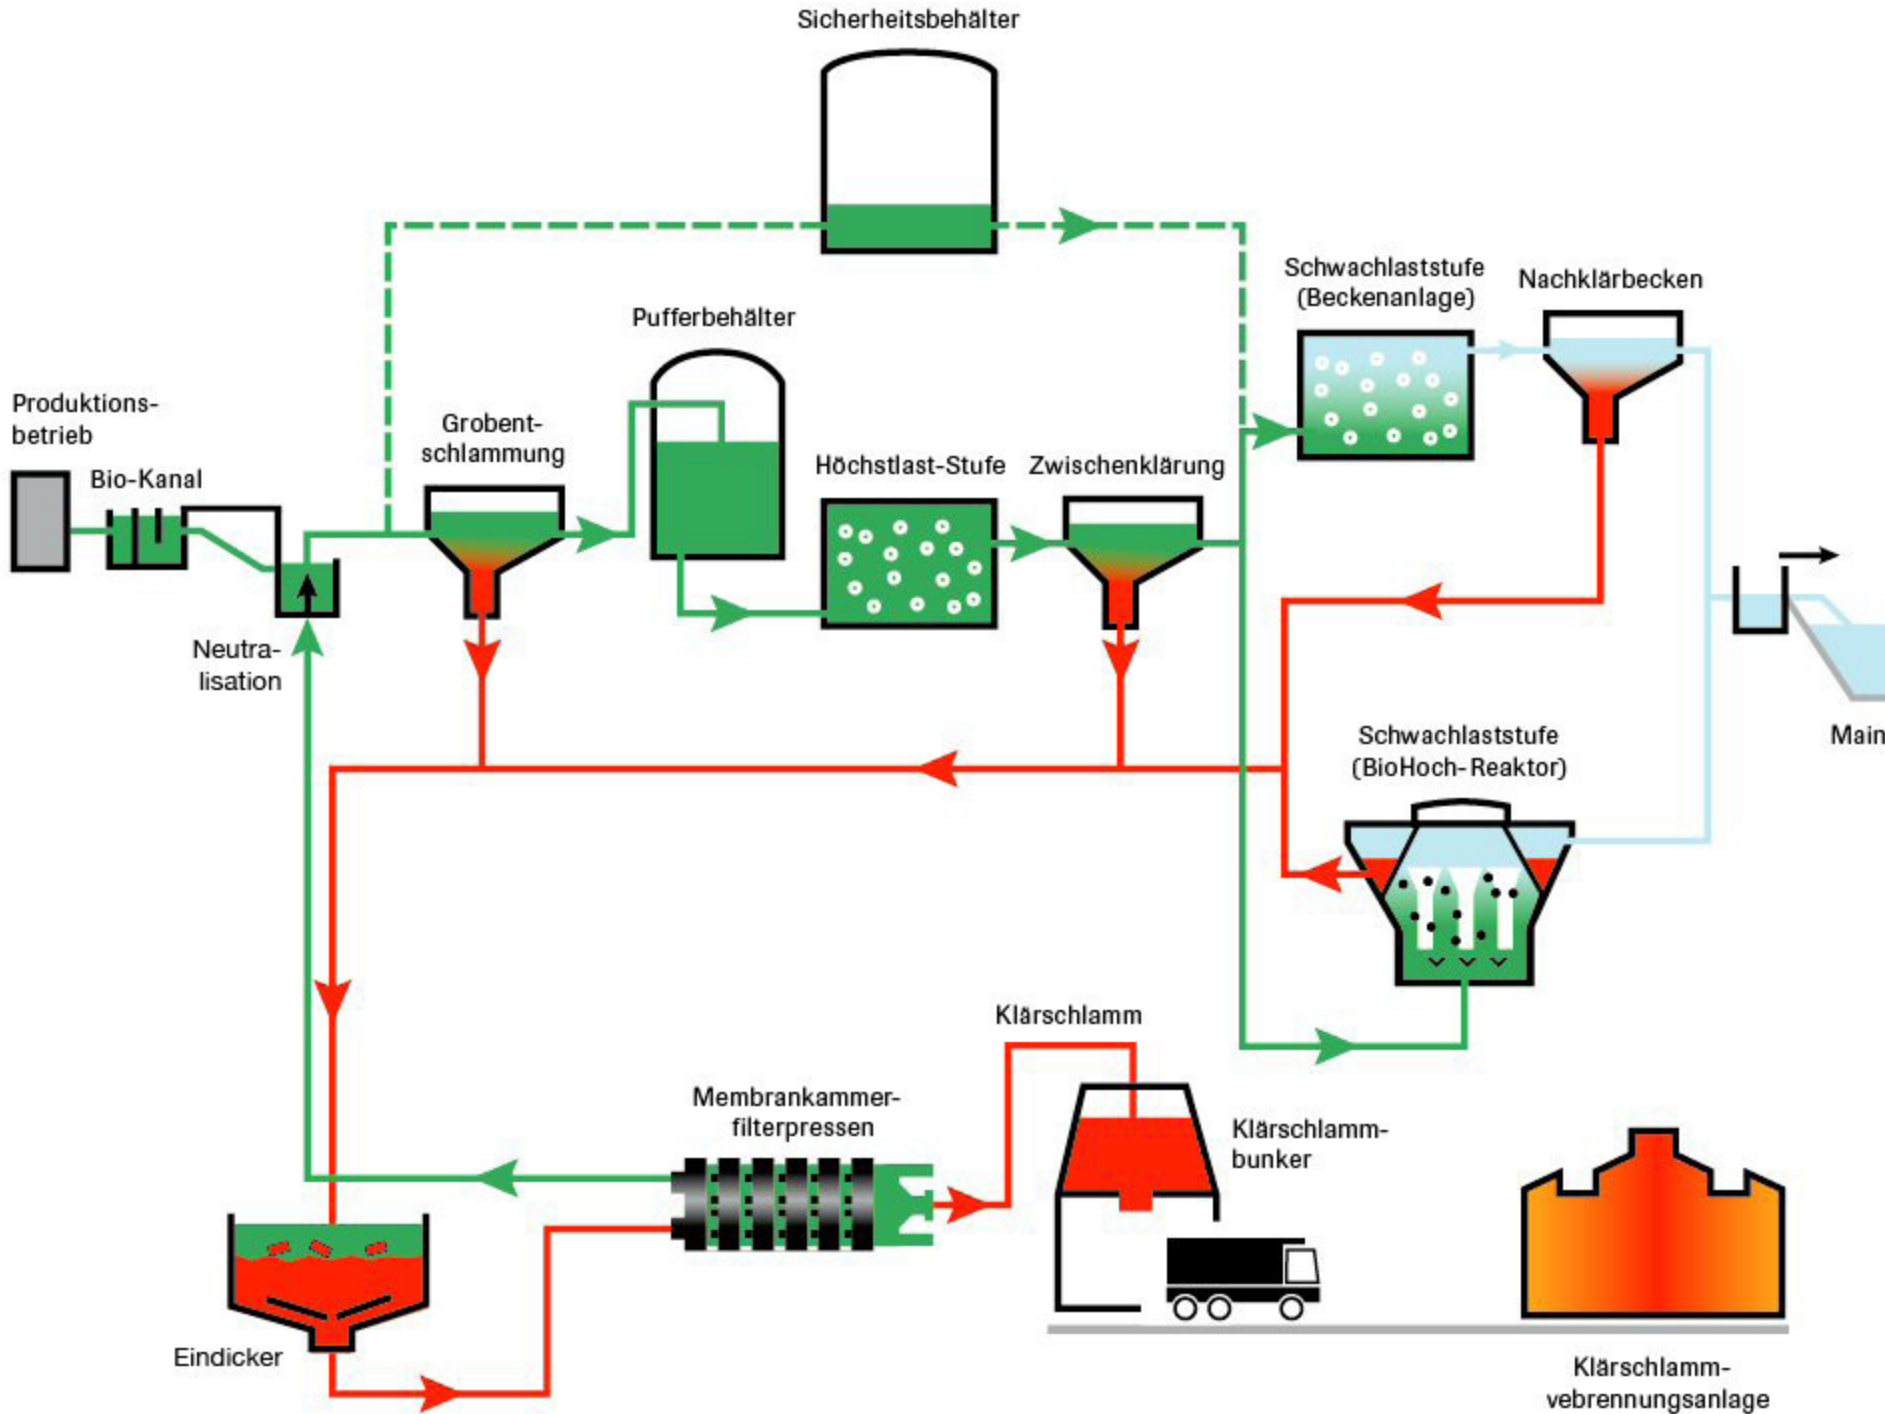 Sicherheitsbehälter
Schwachlaststufe
(Beckenanlage)
Nachklärbecken
Pufferbehälter
Produktions-
betrieb
Grobent-
schlammung
Bio-Kanal
Höchstlast-Stufe
Zwischenklärung
Neutra-
lisation
Schwachlaststufe
(BioHoch-Reaktor)
Main
Klärschlamm
Membrankammer-
filterpressen
Klärschlamm-
bunker
Eindicker
Klärschlamm-
vebrennungsanlage